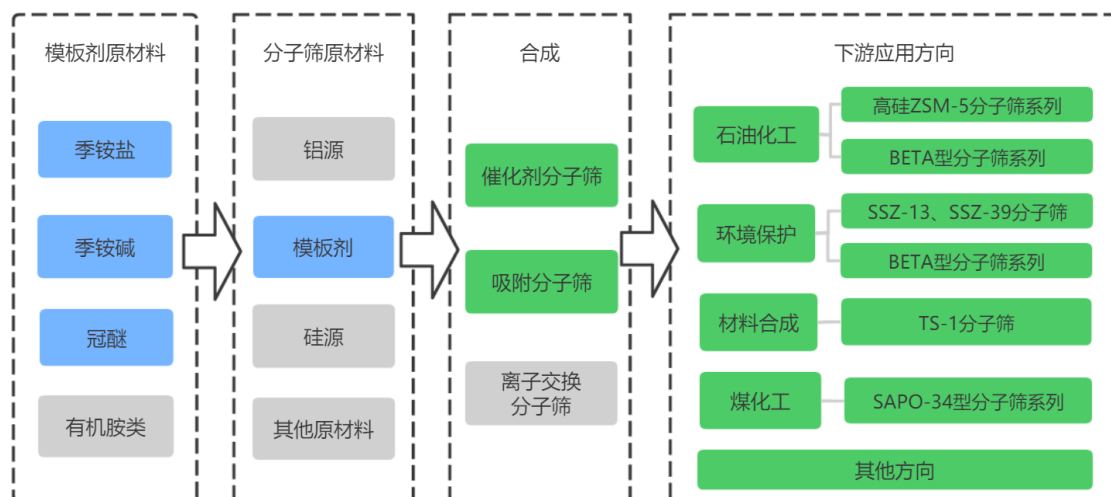 模板剂原材料
季铵盐
季铵碱
冠醚
有机胺类
分子筛原材料
铝源
模板剂
硅源
其他原材料
合成
催化剂分子筛
吸附分子筛
离子交换
分子筛
下游应用方向
石油化工
高硅ZSM-5分子筛系列
BETA型分子筛系列
环境保护
SSZ-13、SSZ-39分子筛
BETA型分子筛系列
材料合成
TS-1分子筛
煤化工
SAPO-34型分子筛系列
其他方向